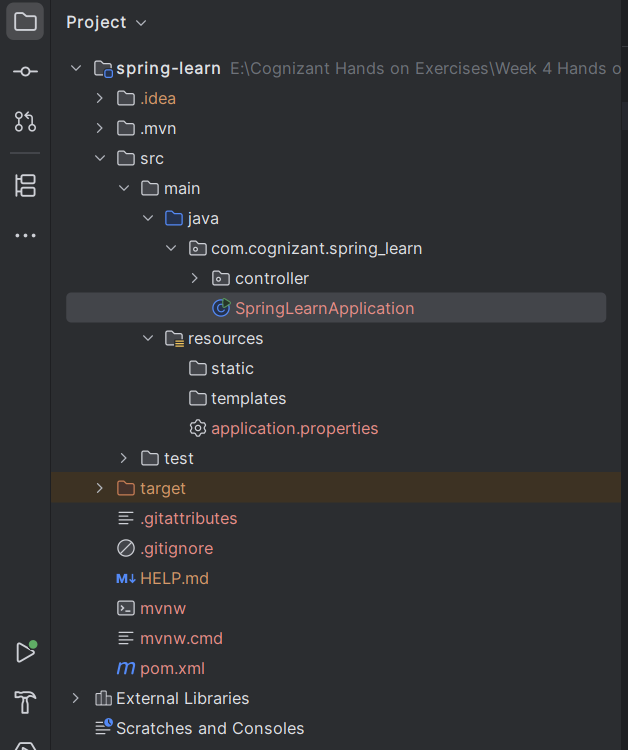 Project
spring-learn E:\Cognizant Hands on Exercises\Week 4 Hands o
.idea
.mvn
src
main
java
com.cognizant.spring_learn
controller
SpringLearnApplication
resources
static
templates
application.properties
test
target
.gitattributes
.gitignore
M↓ HELP.md
mvnw
mvnw.cmd
m pom.xml
External Libraries
Scratches and Consoles